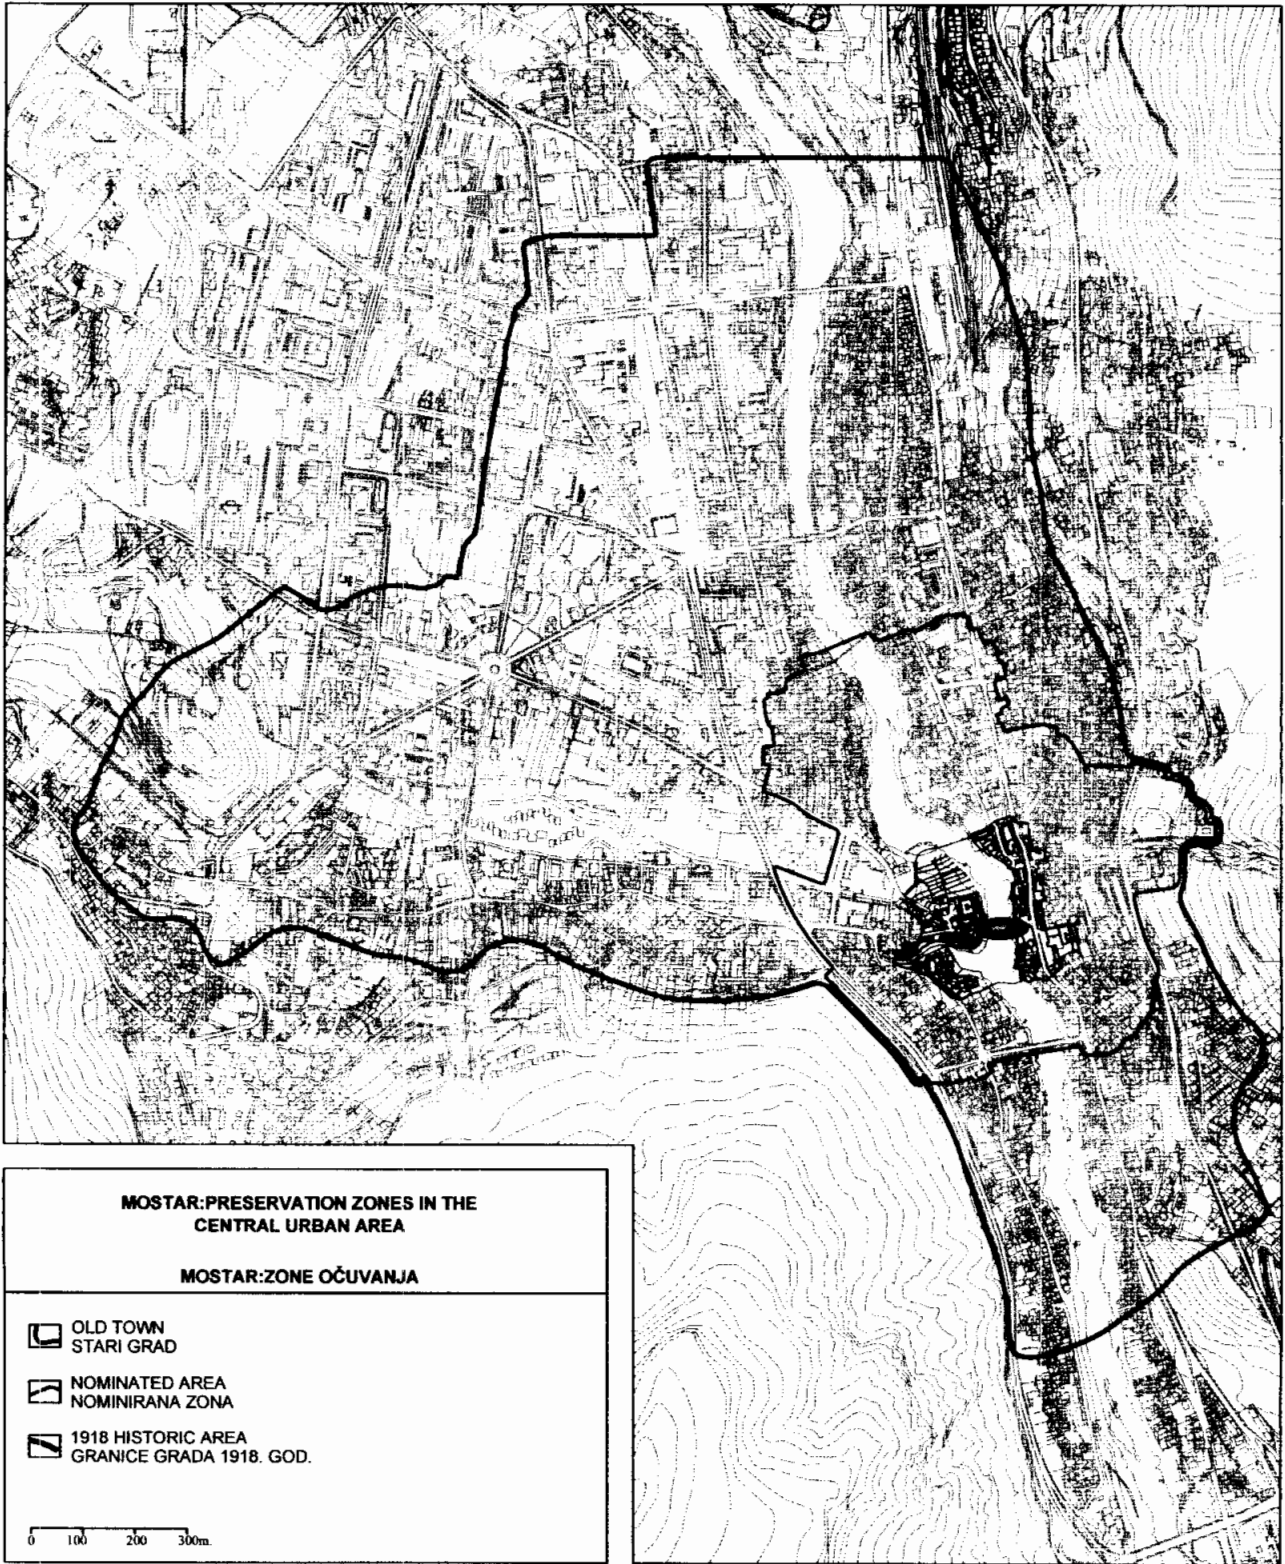 MOSTAR:PRESERVATION ZONES IN THE
CENTRAL URBAN AREA
MOSTAR:ZONE OČUVANJA
OLD TOWN
STARI GRAD
NOMINATED AREA
NOMINIRANA ZONA
1918 HISTORIC AREA
GRANICE GRADA 1918. GOD.
0 100 200 300m.